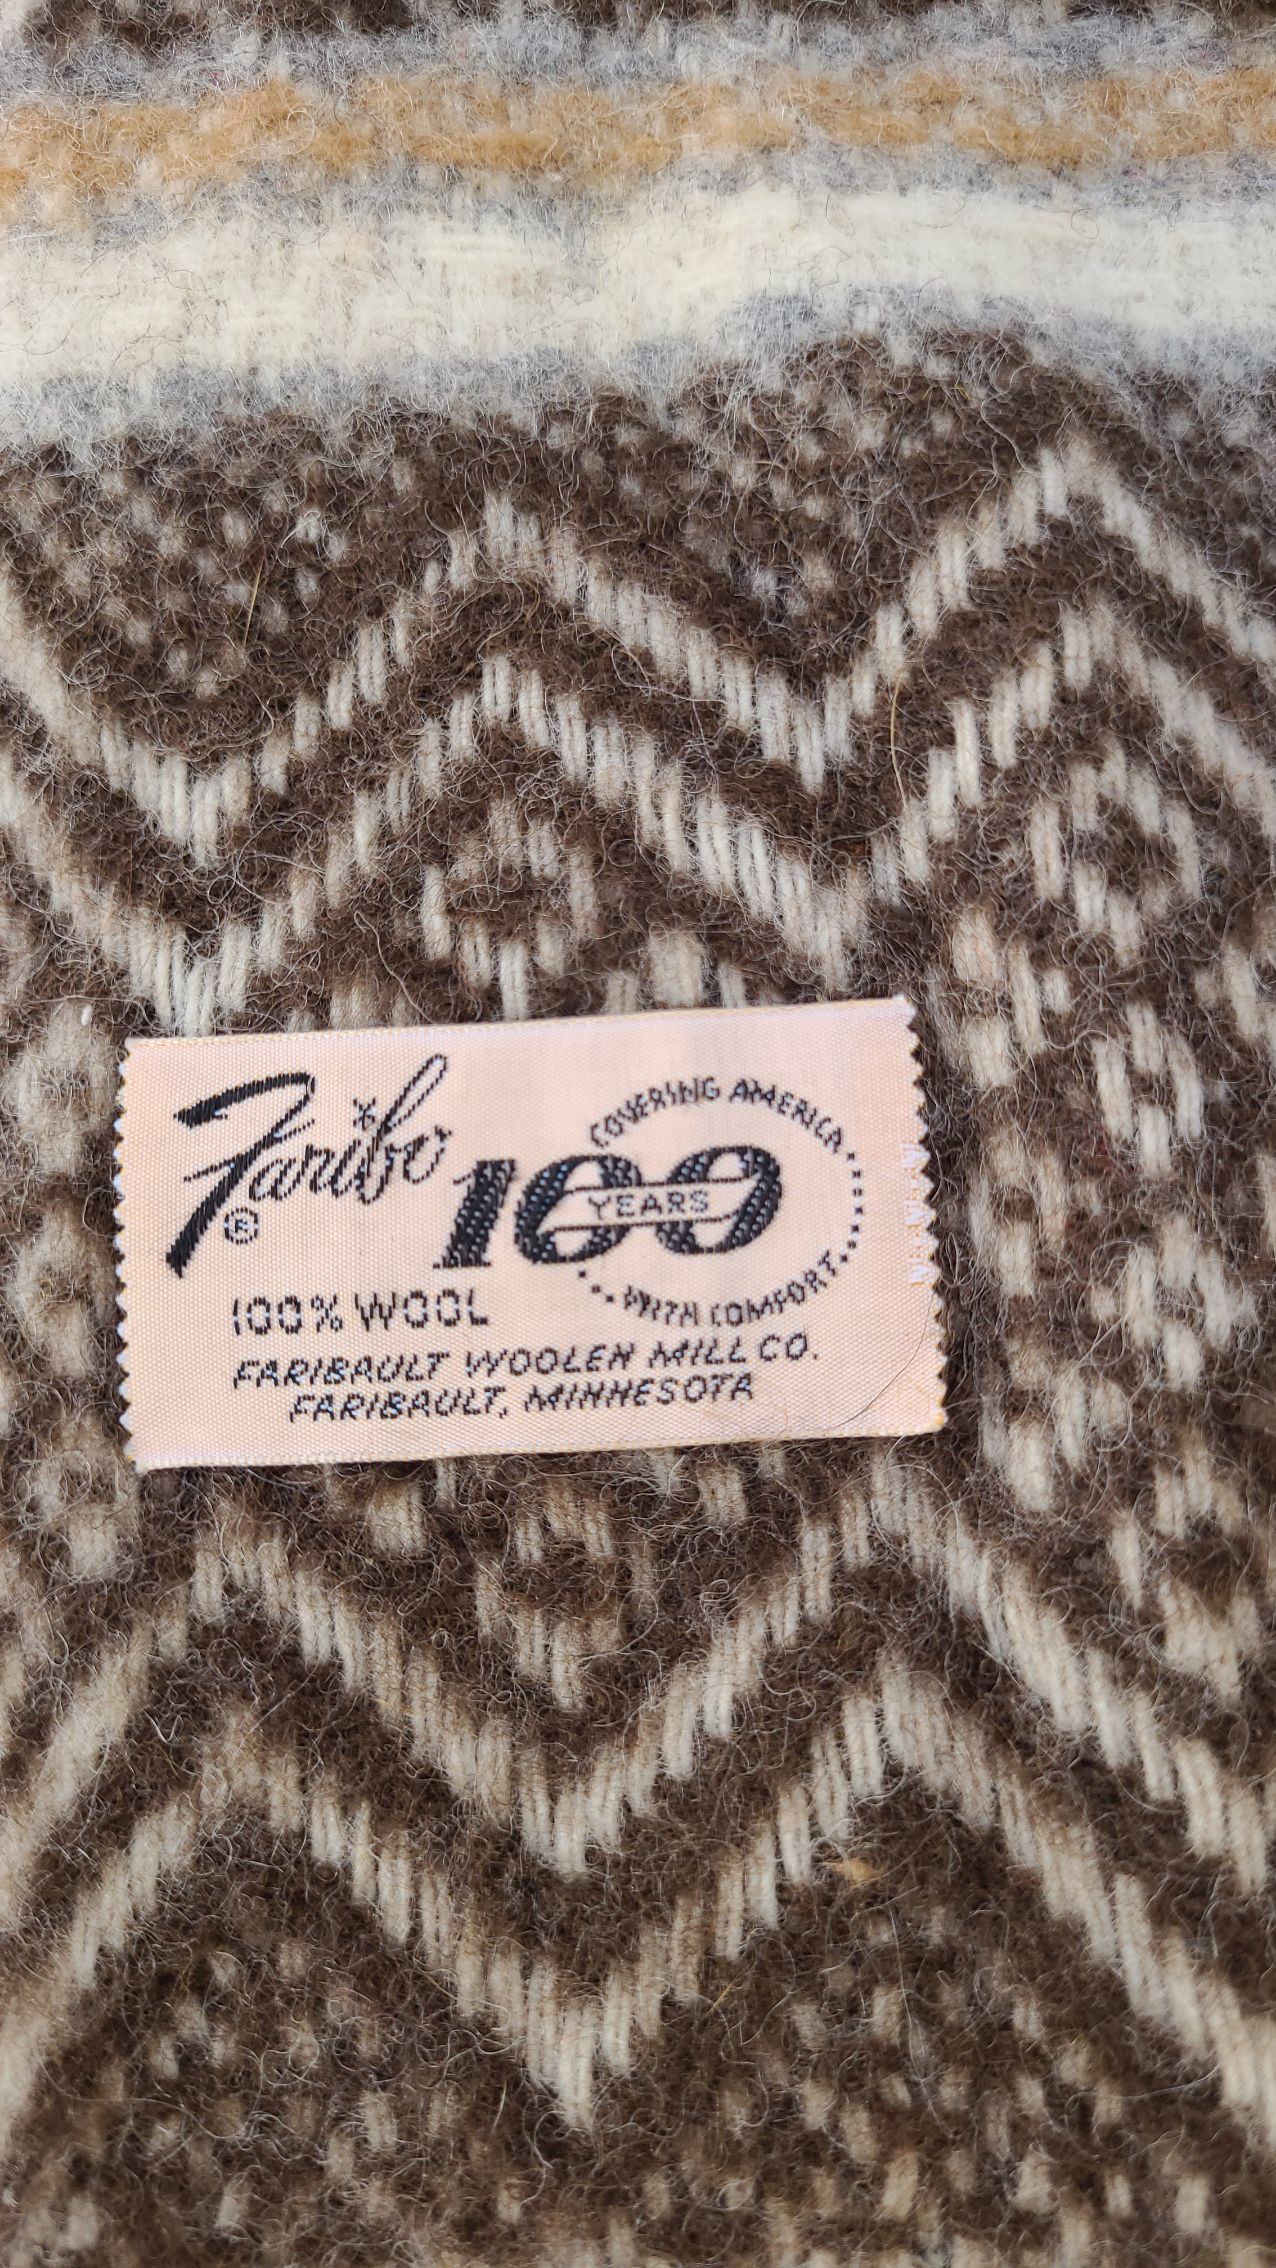 Faribo
®
COVERING AMERICA
100
YEARS
WITH COMFORT
100% WOOL
FARIBAULT WOOLEN MILL CO.
FARIBAULT, MINNESOTA